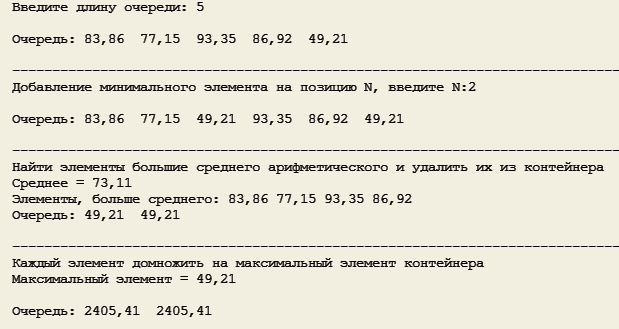 Введите длину очереди: 5
Очередь: 83,86 77,15 93,35 86,92 49,21
Добавление минимального элемента на позицию N, введите N:2
Очередь: 83,86 77,15 49,21 93,35 86,92 49,21
Найти элементы большие среднего арифметического и удалить их из контейнера
Среднее = 73,11
Элементы, больше среднего: 83,86 77,15 93,35 86,92
Очередь: 49,21 49,21
Каждый элемент домножить на максимальный элемент контейнера
Максимальный элемент = 49,21
Очередь: 2405,41 2405,41